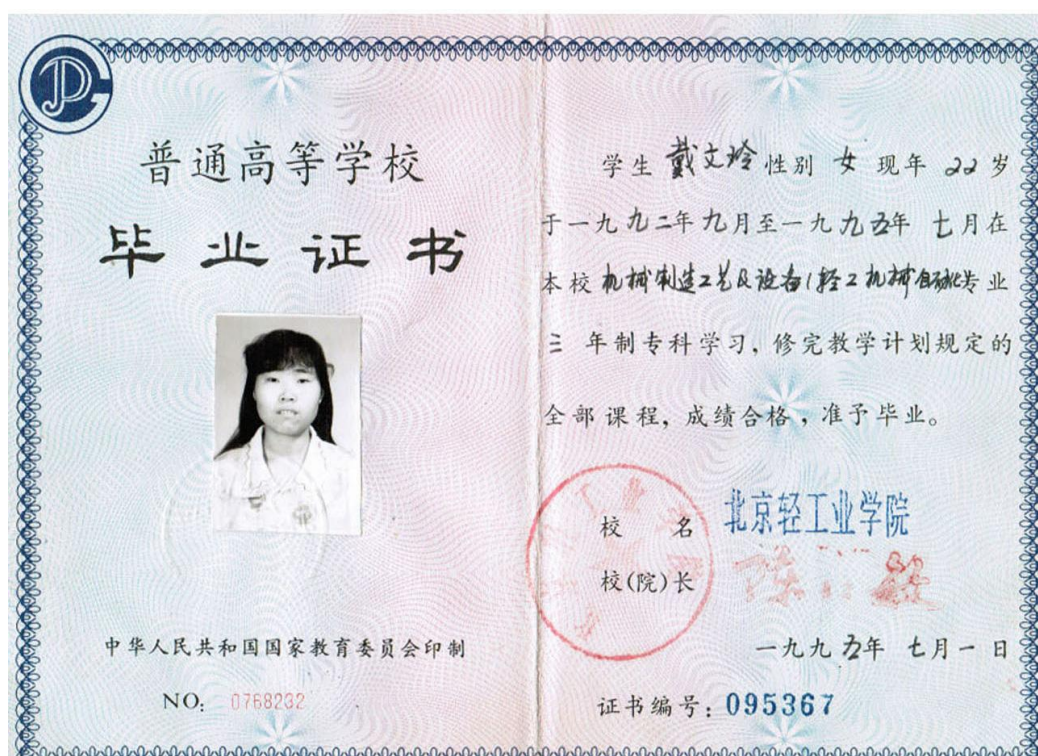 普通高等学校
毕业证书
中华人民共和国国家教育委员会印制
NO: 0768232
学生 戴文玲 性别 女 现年 22 岁
于一九九二年九月至一九九五年 七月在
本校 机械制造工艺及设备(轻工机械自动化)专业
三 年制专科学习,修完教学计划规定的
全部课程,成绩合格,准予毕业。
校 名 北京轻工业学院
校(院)长
一九九五年 七月一日
证书编号:095367